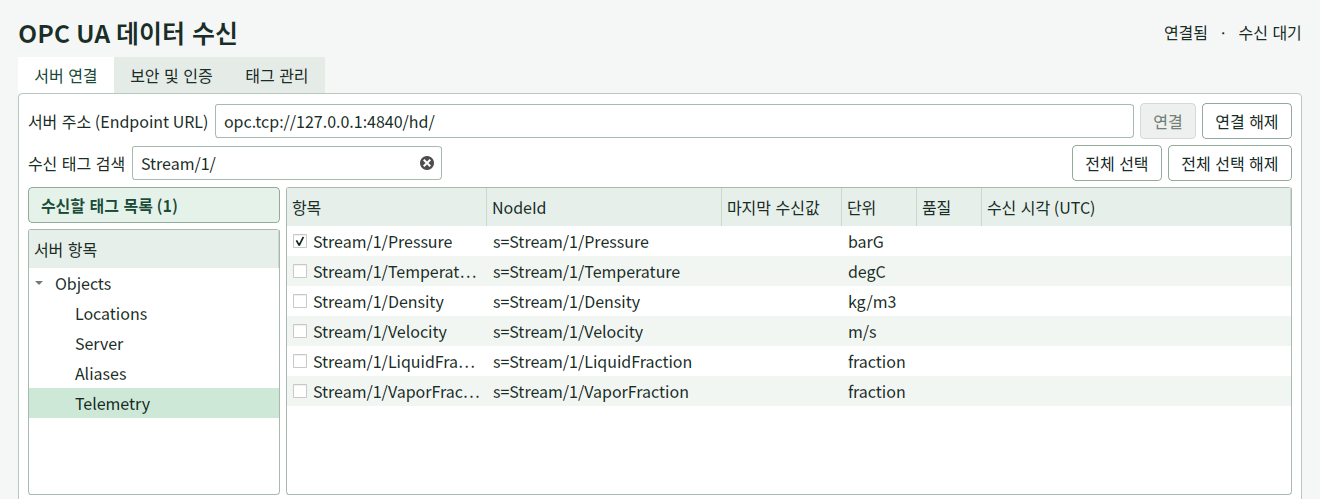 OPC UA 데이터 수신
연결됨 · 수신 대기
서버 연결 보안 및 인증 태그 관리
서버 주소 (Endpoint URL) opc.tcp://127.0.0.1:4840/hd/ 연결 연결 해제
수신 태그 검색 Stream/1/ 전체 선택 전체 선택 해제
수신할 태그 목록 (1)
서버 항목
Objects
Locations
Server
Aliases
Telemetry
항목 NodeId 마지막 수신값 단위 품질 수신 시각 (UTC)
Stream/1/Pressure s=Stream/1/Pressure barG
Stream/1/Temperat... s=Stream/1/Temperature degC
Stream/1/Density s=Stream/1/Density kg/m3
Stream/1/Velocity s=Stream/1/Velocity m/s
Stream/1/LiquidFra... s=Stream/1/LiquidFraction fraction
Stream/1/VaporFrac... s=Stream/1/VaporFraction fraction